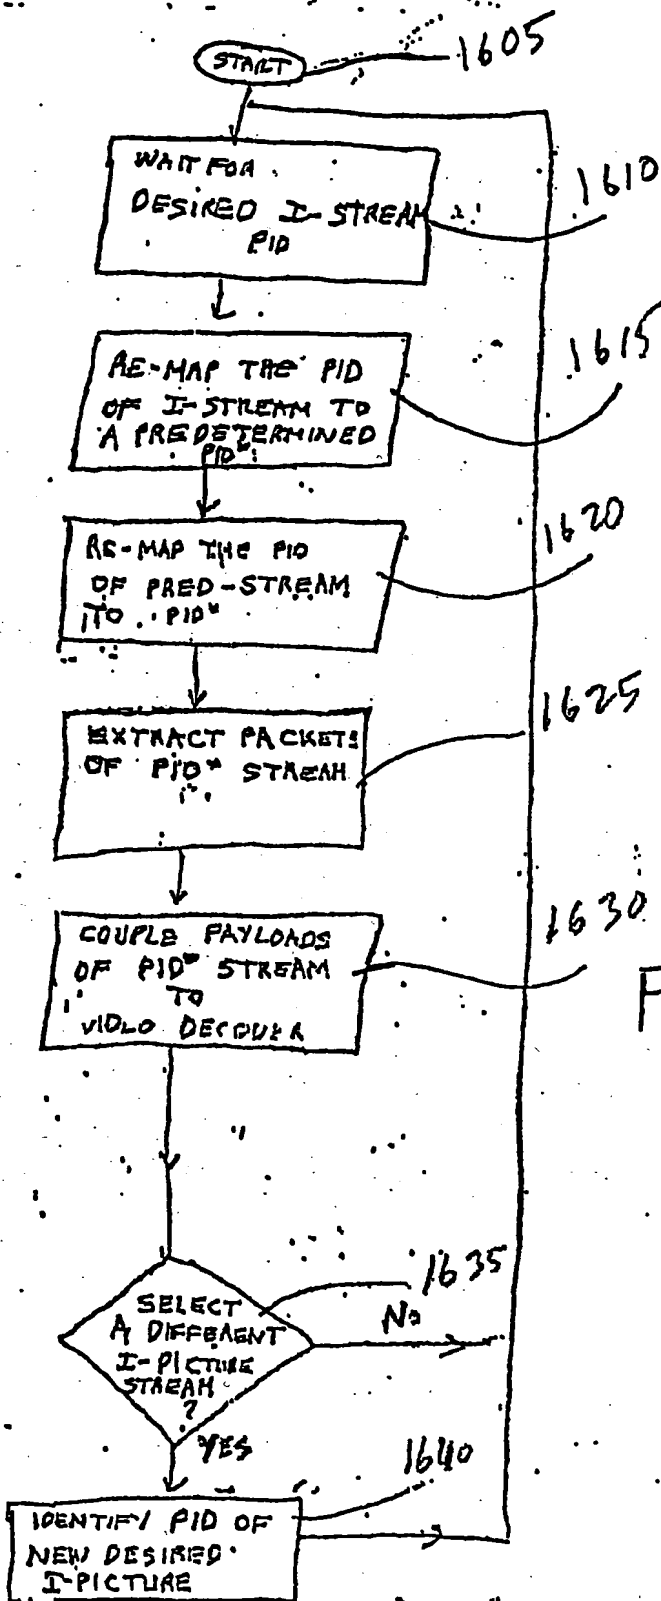 START
1605
WAIT FOR
DESIRED I-STREAM
PID
1610
RE-MAP THE PID
OF I-STREAM TO
A PREDETERMINED
PID*
1615
RE-MAP THE PID
OF PRED-STREAM
TO PID*
1620
EXTRACT PACKETS
OF PID* STREAM
1625
COUPLE PAYLOADS
OF PID* STREAM
TO
VIDEO DECODER
1630
F
SELECT
A DIFFERENT
I-PICTURE
STREAM
?
1635
No
YES
1640
IDENTIFY PID OF
NEW DESIRED
I-PICTURE